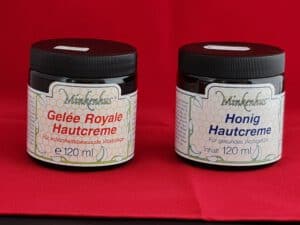 Minkenhus
Gelée Royale
Hautcreme
℮ 120 ml
Minkenhus
Honig
Hautcreme
Inhalt 120 ml